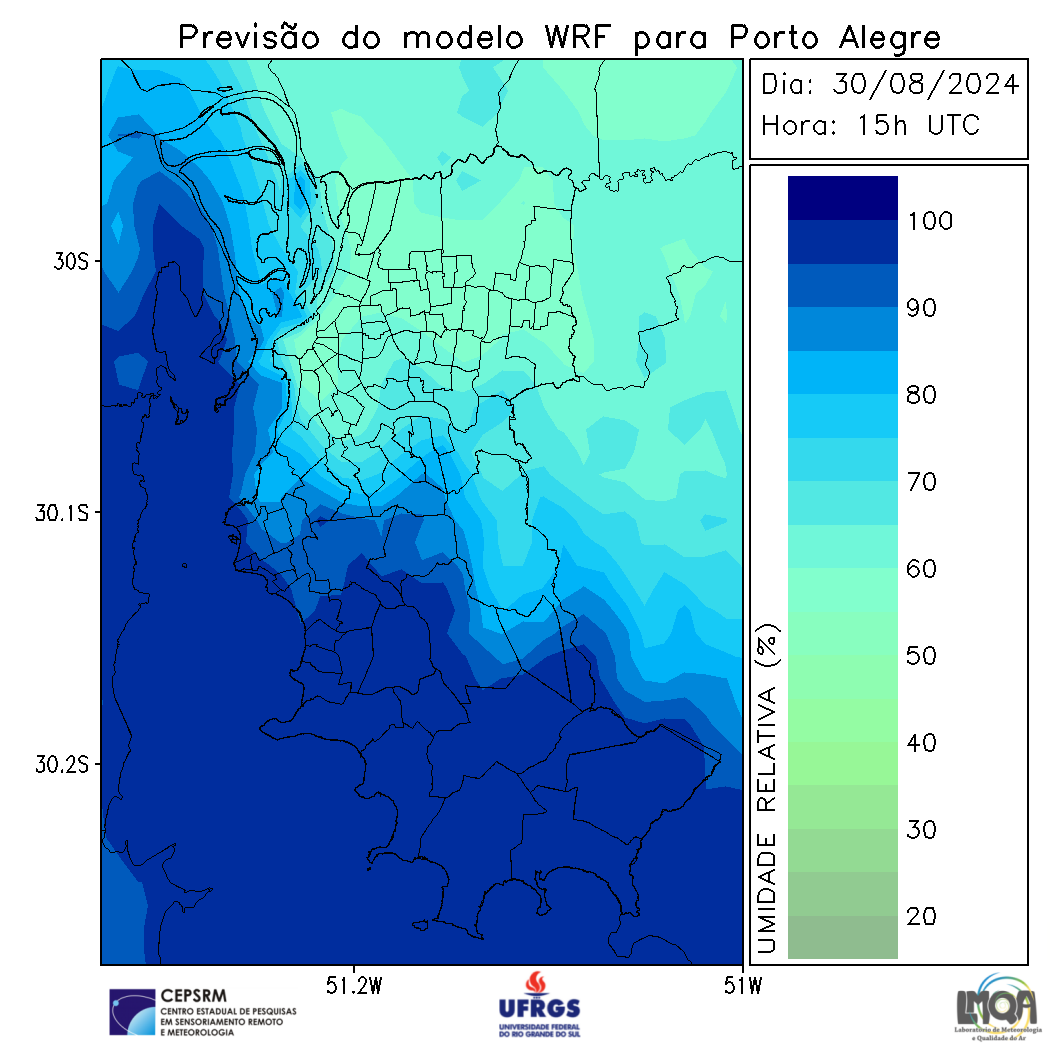 Previsão do modelo WRF para Porto Alegre
Dia: 30/08/2024
Hora: 15h UTC
30S
30.1S
30.2S
51.2W
51W
UMIDADE RELATIVA (%)
100
90
80
70
60
50
40
30
20
CEPSRM
CENTRO ESTADUAL DE PESQUISAS
EM SENSORIAMENTO REMOTO
E METEOROLOGIA
UFRGS
UNIVERSIDADE FEDERAL
DO RIO GRANDE DO SUL
LMQA
Laboratório de Meteorologia
e Qualidade do Ar